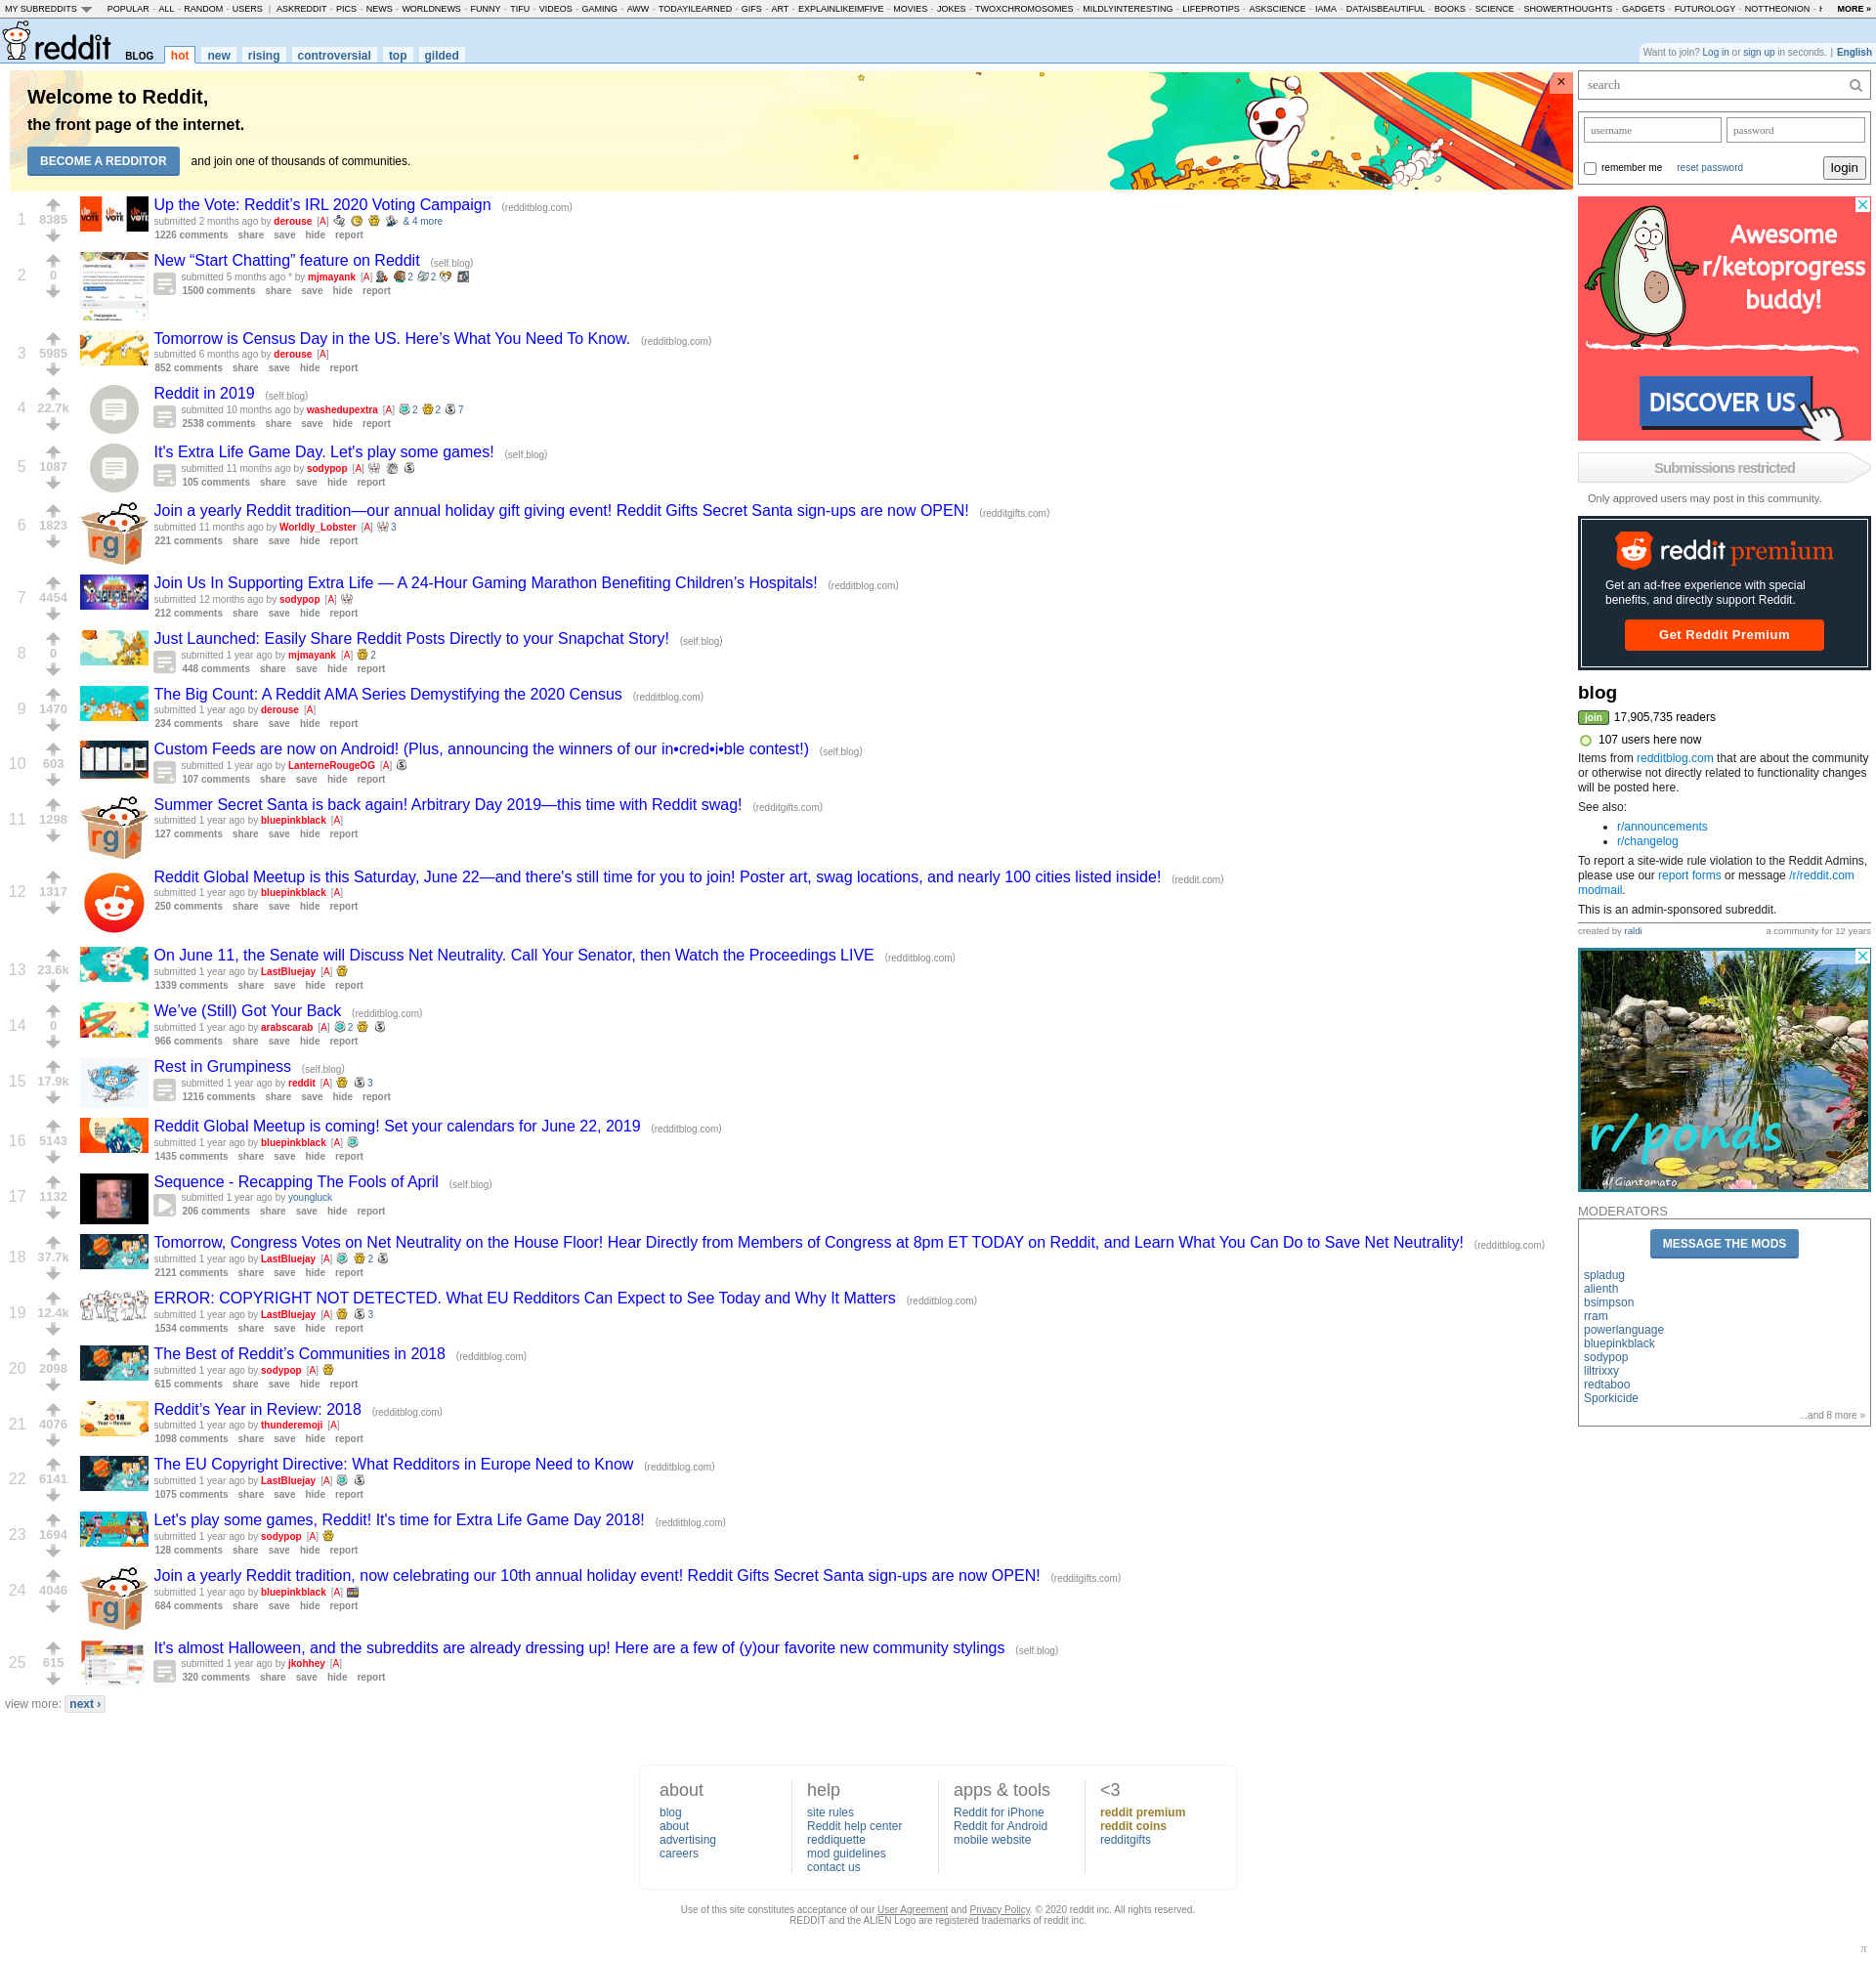 MY SUBREDDITS POPULAR - ALL - RANDOM - USERS | ASKREDDIT - PICS - NEWS - WORLDNEWS - FUNNY - TIFU - VIDEOS - GAMING - AWW - TODAYILEARNED - GIFS - ART - EXPLAINLIKEIMFIVE - MOVIES - JOKES - TWOXCHROMOSOMES - MILDLYINTERESTING - LIFEPROTIPS - ASKSCIENCE - IAMA - DATAISBEAUTIFUL - BOOKS - SCIENCE - SHOWERTHOUGHTS - GADGETS - FUTUROLOGY - NOTTHEONION - MORE »
reddit BLOG hot new rising controversial top gilded
Want to join? Log in or sign up in seconds. | English
Welcome to Reddit,
the front page of the internet.
BECOME A REDDITOR and join one of thousands of communities.
×
1
8385
UP THE VOTE
Up the Vote: Reddit’s IRL 2020 Voting Campaign (redditblog.com)
submitted 2 months ago by derouse [A] & 4 more
1226 comments share save hide report
2
0
New “Start Chatting” feature on Reddit (self.blog)
submitted 5 months ago * by mjmayank [A] 2 2
1500 comments share save hide report
3
5985
Tomorrow is Census Day in the US. Here’s What You Need To Know. (redditblog.com)
submitted 6 months ago by derouse [A]
852 comments share save hide report
4
22.7k
Reddit in 2019 (self.blog)
submitted 10 months ago by washedupextra [A] 2 2 7
2538 comments share save hide report
5
1087
It's Extra Life Game Day. Let's play some games! (self.blog)
submitted 11 months ago by sodypop [A]
105 comments share save hide report
6
1823
rg
Join a yearly Reddit tradition—our annual holiday gift giving event! Reddit Gifts Secret Santa sign-ups are now OPEN! (redditgifts.com)
submitted 11 months ago by Worldly_Lobster [A] 3
221 comments share save hide report
7
4454
Join Us In Supporting Extra Life — A 24-Hour Gaming Marathon Benefiting Children’s Hospitals! (redditblog.com)
submitted 12 months ago by sodypop [A]
212 comments share save hide report
8
0
Just Launched: Easily Share Reddit Posts Directly to your Snapchat Story! (self.blog)
submitted 1 year ago by mjmayank [A] 2
448 comments share save hide report
9
1470
The Big Count: A Reddit AMA Series Demystifying the 2020 Census (redditblog.com)
submitted 1 year ago by derouse [A]
234 comments share save hide report
10
603
Custom Feeds are now on Android! (Plus, announcing the winners of our in•cred•i•ble contest!) (self.blog)
submitted 1 year ago by LanterneRougeOG [A]
107 comments share save hide report
11
1298
rg
Summer Secret Santa is back again! Arbitrary Day 2019—this time with Reddit swag! (redditgifts.com)
submitted 1 year ago by bluepinkblack [A]
127 comments share save hide report
12
1317
Reddit Global Meetup is this Saturday, June 22—and there's still time for you to join! Poster art, swag locations, and nearly 100 cities listed inside! (reddit.com)
submitted 1 year ago by bluepinkblack [A]
250 comments share save hide report
13
23.6k
On June 11, the Senate will Discuss Net Neutrality. Call Your Senator, then Watch the Proceedings LIVE (redditblog.com)
submitted 1 year ago by LastBluejay [A]
1339 comments share save hide report
14
0
We’ve (Still) Got Your Back (redditblog.com)
submitted 1 year ago by arabscarab [A] 2
966 comments share save hide report
15
17.9k
Rest in Grumpiness (self.blog)
submitted 1 year ago by reddit [A] 3
1216 comments share save hide report
16
5143
Reddit Global Meetup is coming! Set your calendars for June 22, 2019 (redditblog.com)
submitted 1 year ago by bluepinkblack [A]
1435 comments share save hide report
17
1132
Sequence - Recapping The Fools of April (self.blog)
submitted 1 year ago by youngluck
206 comments share save hide report
18
37.7k
Tomorrow, Congress Votes on Net Neutrality on the House Floor! Hear Directly from Members of Congress at 8pm ET TODAY on Reddit, and Learn What You Can Do to Save Net Neutrality! (redditblog.com)
submitted 1 year ago by LastBluejay [A] 2
2121 comments share save hide report
19
12.4k
ERROR: COPYRIGHT NOT DETECTED. What EU Redditors Can Expect to See Today and Why It Matters (redditblog.com)
submitted 1 year ago by LastBluejay [A] 3
1534 comments share save hide report
20
2098
The Best of Reddit’s Communities in 2018 (redditblog.com)
submitted 1 year ago by sodypop [A]
615 comments share save hide report
21
4076
2018
Year in Review
Reddit’s Year in Review: 2018 (redditblog.com)
submitted 1 year ago by thunderemoji [A]
1098 comments share save hide report
22
6141
The EU Copyright Directive: What Redditors in Europe Need to Know (redditblog.com)
submitted 1 year ago by LastBluejay [A]
1075 comments share save hide report
23
1694
Let's play some games, Reddit! It's time for Extra Life Game Day 2018! (redditblog.com)
submitted 1 year ago by sodypop [A]
128 comments share save hide report
24
4046
rg
Join a yearly Reddit tradition, now celebrating our 10th annual holiday event! Reddit Gifts Secret Santa sign-ups are now OPEN! (redditgifts.com)
submitted 1 year ago by bluepinkblack [A]
684 comments share save hide report
25
615
It's almost Halloween, and the subreddits are already dressing up! Here are a few of (y)our favorite new community stylings (self.blog)
submitted 1 year ago by jkohhey [A]
320 comments share save hide report
view more: next ›
search
username password
remember me reset password login
Awesome
r/ketoprogress
buddy!
DISCOVER US
Submissions restricted
Only approved users may post in this community.
reddit premium
Get an ad-free experience with special
benefits, and directly support Reddit.
Get Reddit Premium
blog
join 17,905,735 readers
107 users here now
Items from redditblog.com that are about the community
or otherwise not directly related to functionality changes
will be posted here.
See also:
• r/announcements
• r/changelog
To report a site-wide rule violation to the Reddit Admins,
please use our report forms or message /r/reddit.com
modmail.
This is an admin-sponsored subreddit.
created by raldi a community for 12 years
r/ponds
u/Giantomato
MODERATORS
MESSAGE THE MODS
spladug
alienth
bsimpson
rram
powerlanguage
bluepinkblack
sodypop
liltrixxy
redtaboo
Sporkicide
...and 8 more »
about
blog
about
advertising
careers
help
site rules
Reddit help center
reddiquette
mod guidelines
contact us
apps & tools
Reddit for iPhone
Reddit for Android
mobile website
<3
reddit premium
reddit coins
redditgifts
Use of this site constitutes acceptance of our User Agreement and Privacy Policy. © 2020 reddit inc. All rights reserved.
REDDIT and the ALIEN Logo are registered trademarks of reddit inc.
π